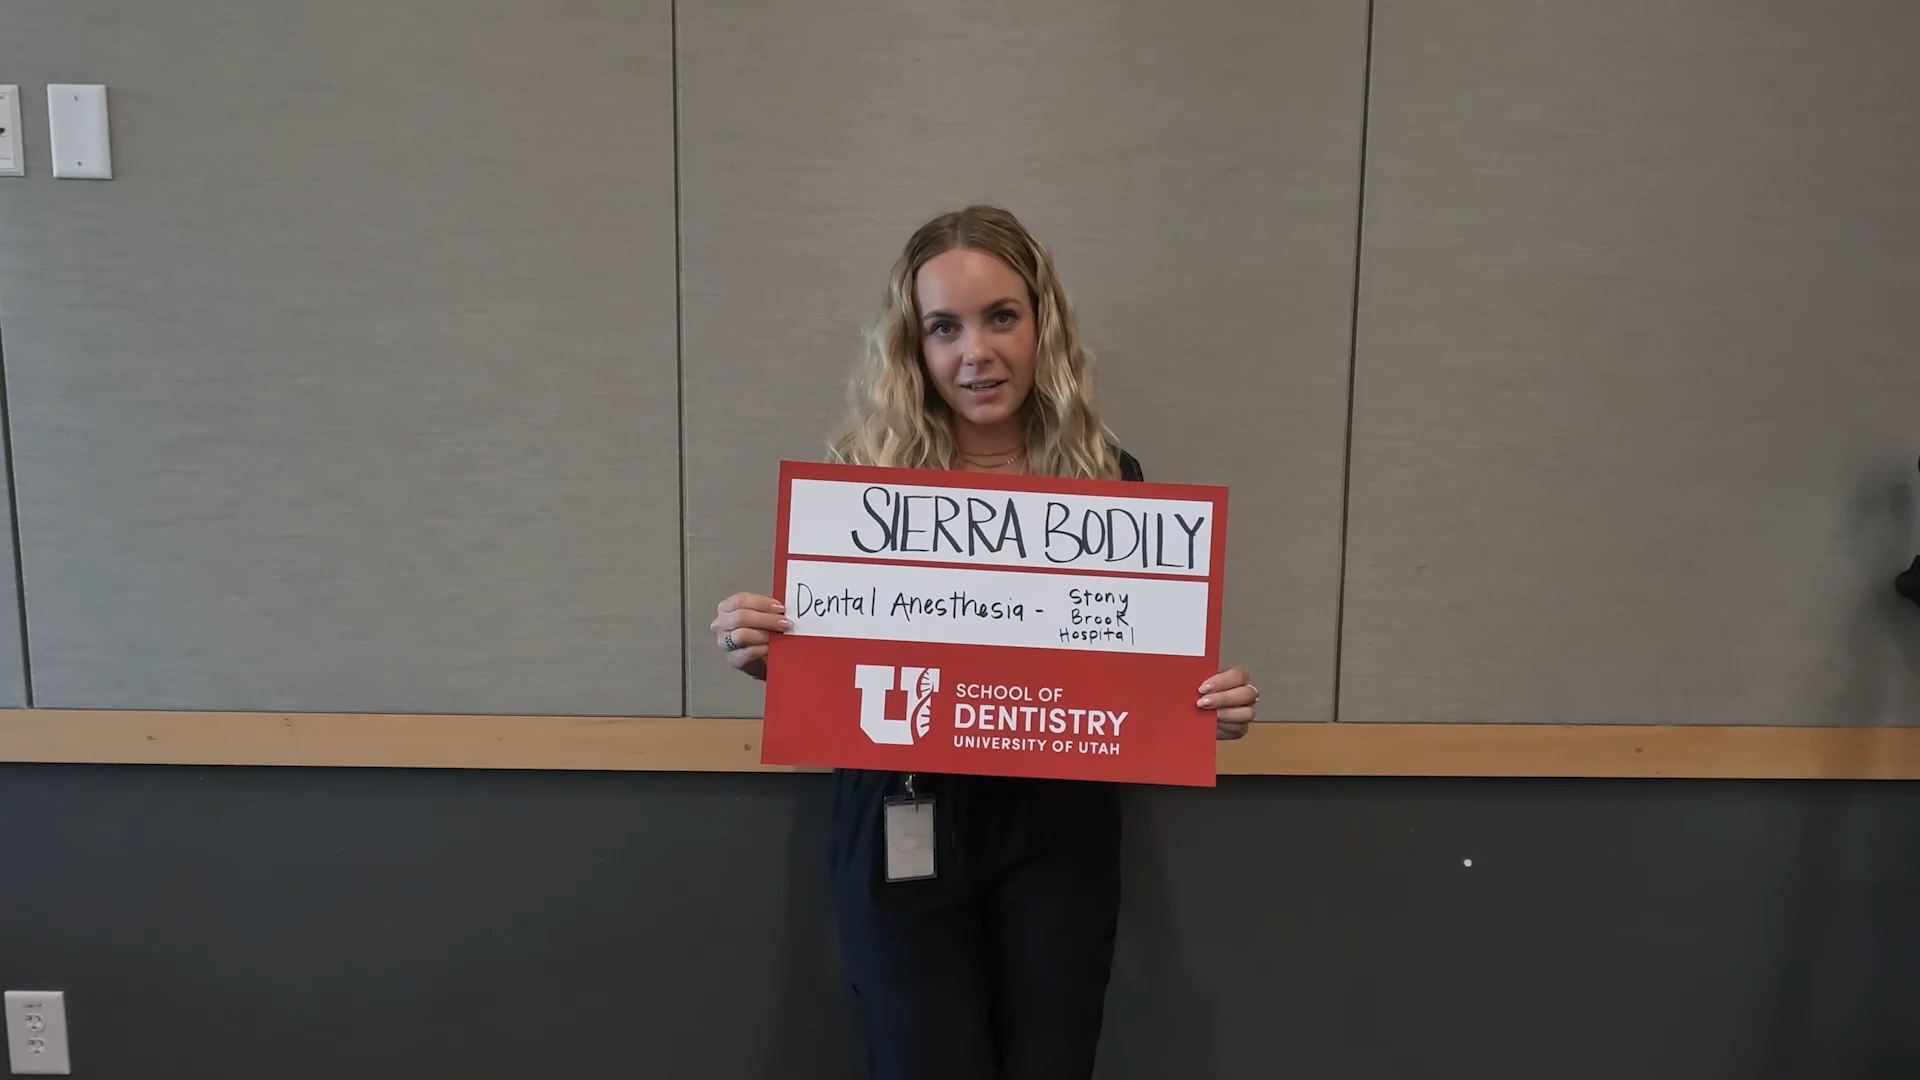 SIERRA BODILY
Dental Anesthesia - Stony
Brook
Hospital
U
SCHOOL OF
DENTISTRY
UNIVERSITY OF UTAH